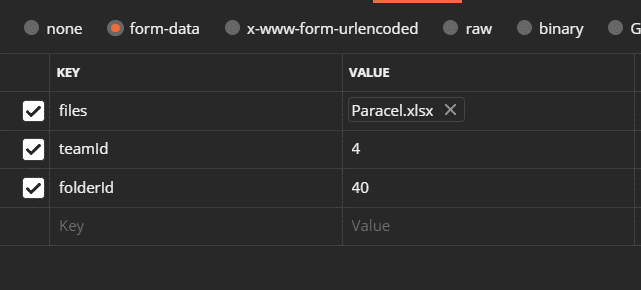 none form-data x-www-form-urlencoded raw binary G
KEY VALUE
files Paracel.xlsx
teamId 4
folderId 40
Key Value